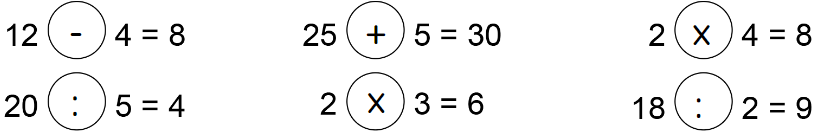 12 - 4 = 8 25 + 5 = 30 2 x 4 = 8
20 : 5 = 4 2 x 3 = 6 18 : 2 = 9